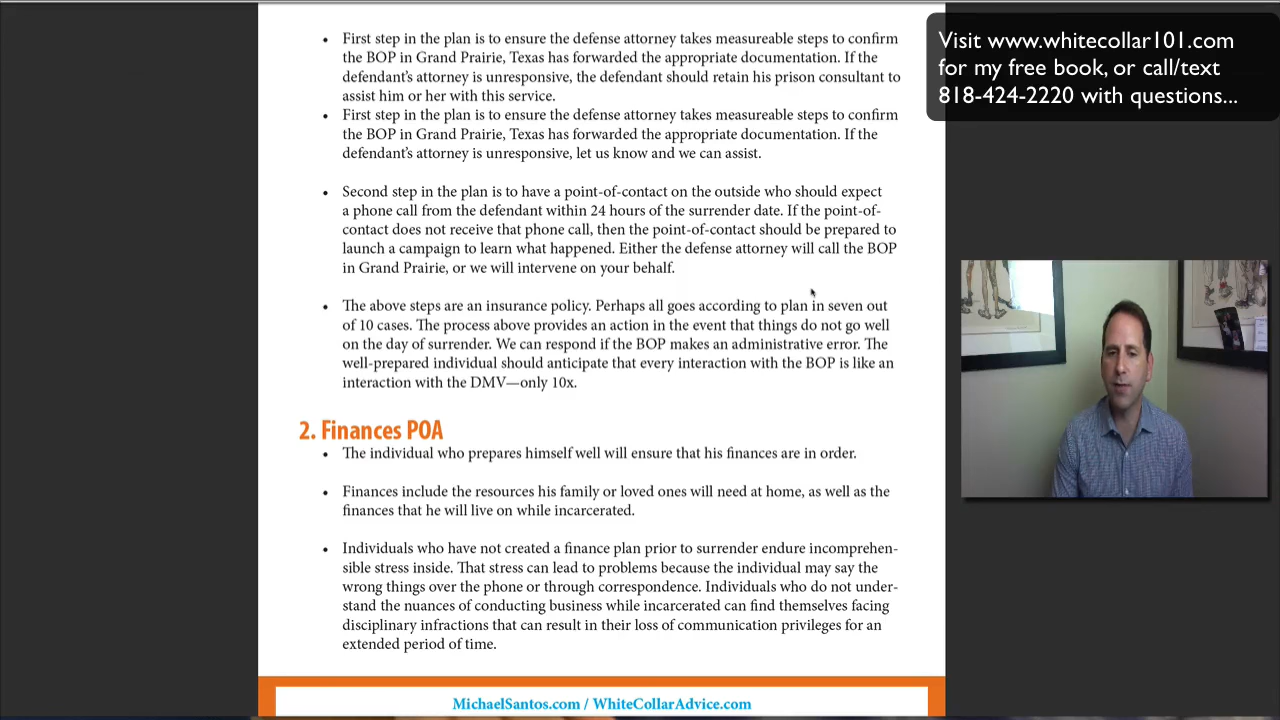 First step in the plan is to ensure the defense attorney takes measureable steps to confirm
the BOP in Grand Prairie, Texas has forwarded the appropriate documentation. If the
defendant's attorney is unresponsive, the defendant should retain his prison consultant to
assist him or her with this service.
First step in the plan is to ensure the defense attorney takes measureable steps to confirm
the BOP in Grand Prairie, Texas has forwarded the appropriate documentation. If the
defendant's attorney is unresponsive, let us know and we can assist.
Second step in the plan is to have a point-of-contact on the outside who should expect
a phone call from the defendant within 24 hours of the surrender date. If the point-of-
contact does not receive that phone call, then the point-of-contact should be prepared to
launch a campaign to learn what happened. Either the defense attorney will call the BOP
in Grand Prairie, or we will intervene on your behalf.
The above steps are an insurance policy. Perhaps all goes according to plan in seven out
of 10 cases. The process above provides an action in the event that things do not go well
on the day of surrender. We can respond if the BOP makes an administrative error. The
well-prepared individual should anticipate that every interaction with the BOP is like an
interaction with the DMV—only 10x.
2. Finances POA
The individual who prepares himself well will ensure that his finances are in order.
Finances include the resources his family or loved ones will need at home, as well as the
finances that he will live on while incarcerated.
Individuals who have not created a finance plan prior to surrender endure incomprehen-
sible stress inside. That stress can lead to problems because the individual may say the
wrong things over the phone or through correspondence. Individuals who do not under-
stand the nuances of conducting business while incarcerated can find themselves facing
disciplinary infractions that can result in their loss of communication privileges for an
extended period of time.
MichaelSantos.com / WhiteCollarAdvice.com
Visit www.whitecollar101.com
for my free book, or call/text
818-424-2220 with questions...